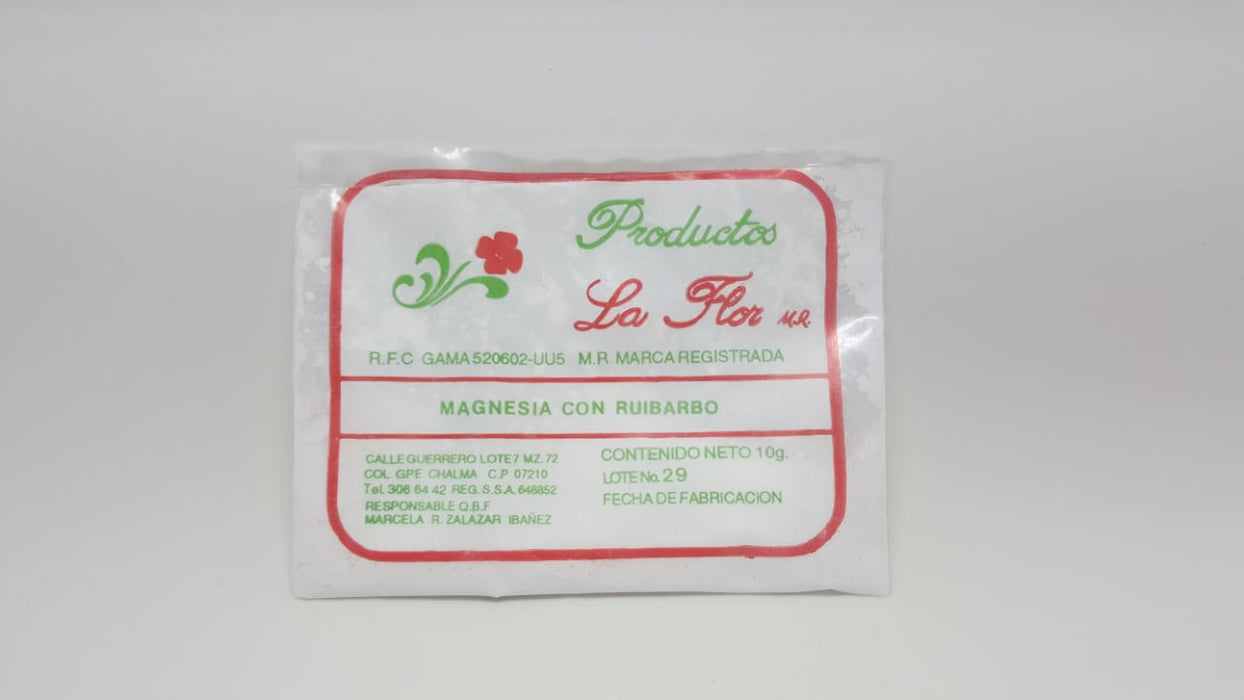 Productos
La Flor M.R.
R.F.C GAMA520602-UU5 M.R MARCA REGISTRADA
MAGNESIA CON RUIBARBO
CALLE GUERRERO LOTE 7 MZ. 72
COL. GPE CHALMA C.P 07210
Tel. 306 64 42 REG. S.S.A. 648852
RESPONSABLE Q.B.F
MARCELA R. ZALAZAR IBAÑEZ
CONTENIDO NETO 10g.
LOTE No. 29
FECHA DE FABRICACION